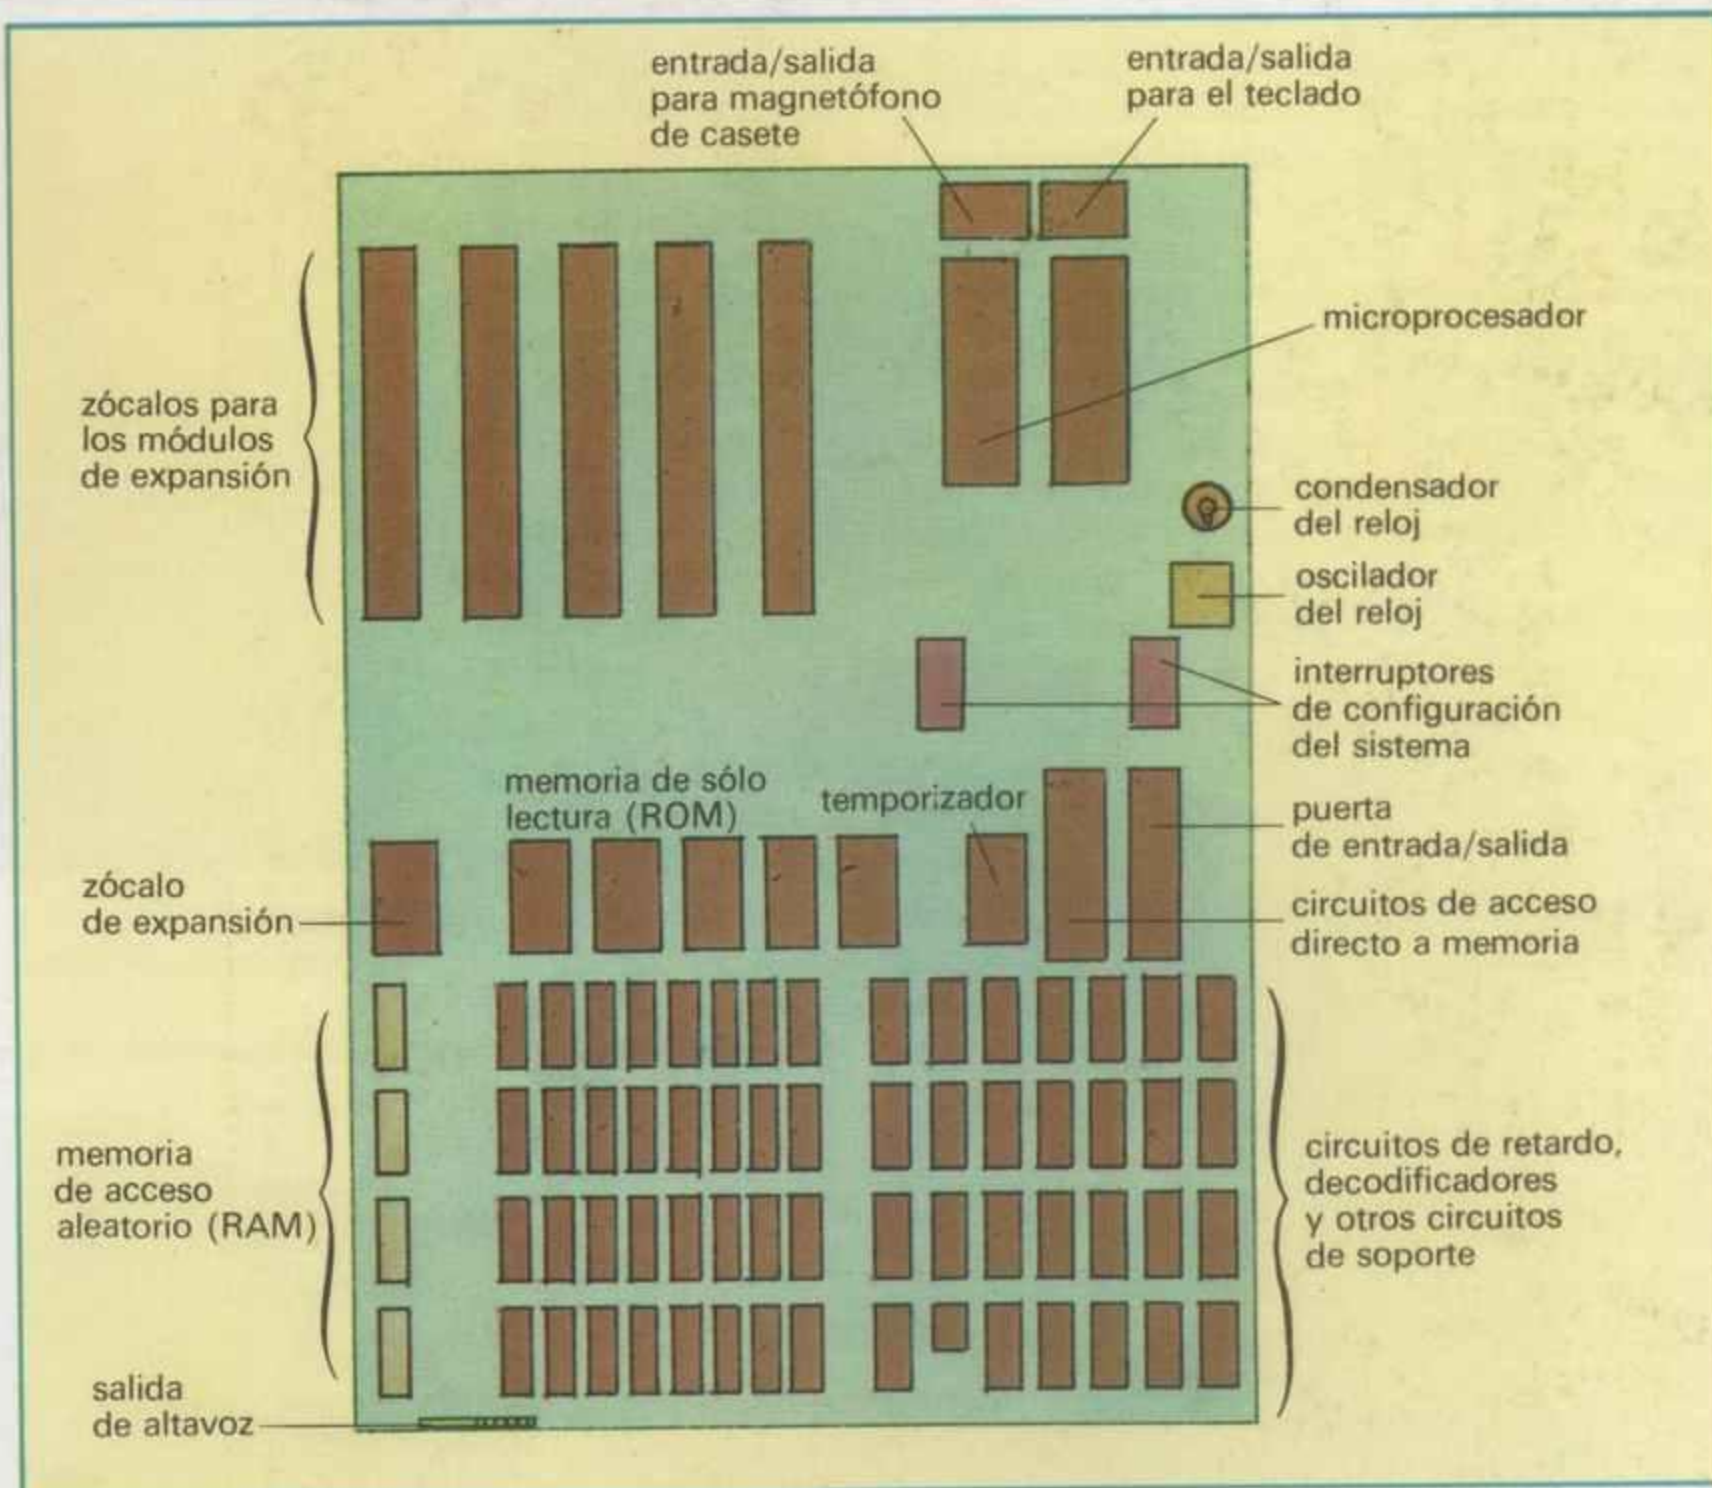 entrada/salida
para magnetófono
de casete
entrada/salida
para el teclado
microprocesador
zócalos para
los módulos
de expansión
condensador
del reloj
oscilador
del reloj
interruptores
de configuración
del sistema
memoria de sólo
lectura (ROM)
temporizador
puerta
de entrada/salida
zócalo
de expansión
circuitos de acceso
directo a memoria
memoria
de acceso
aleatorio (RAM)
circuitos de retardo,
decodificadores
y otros circuitos
de soporte
salida
de altavoz